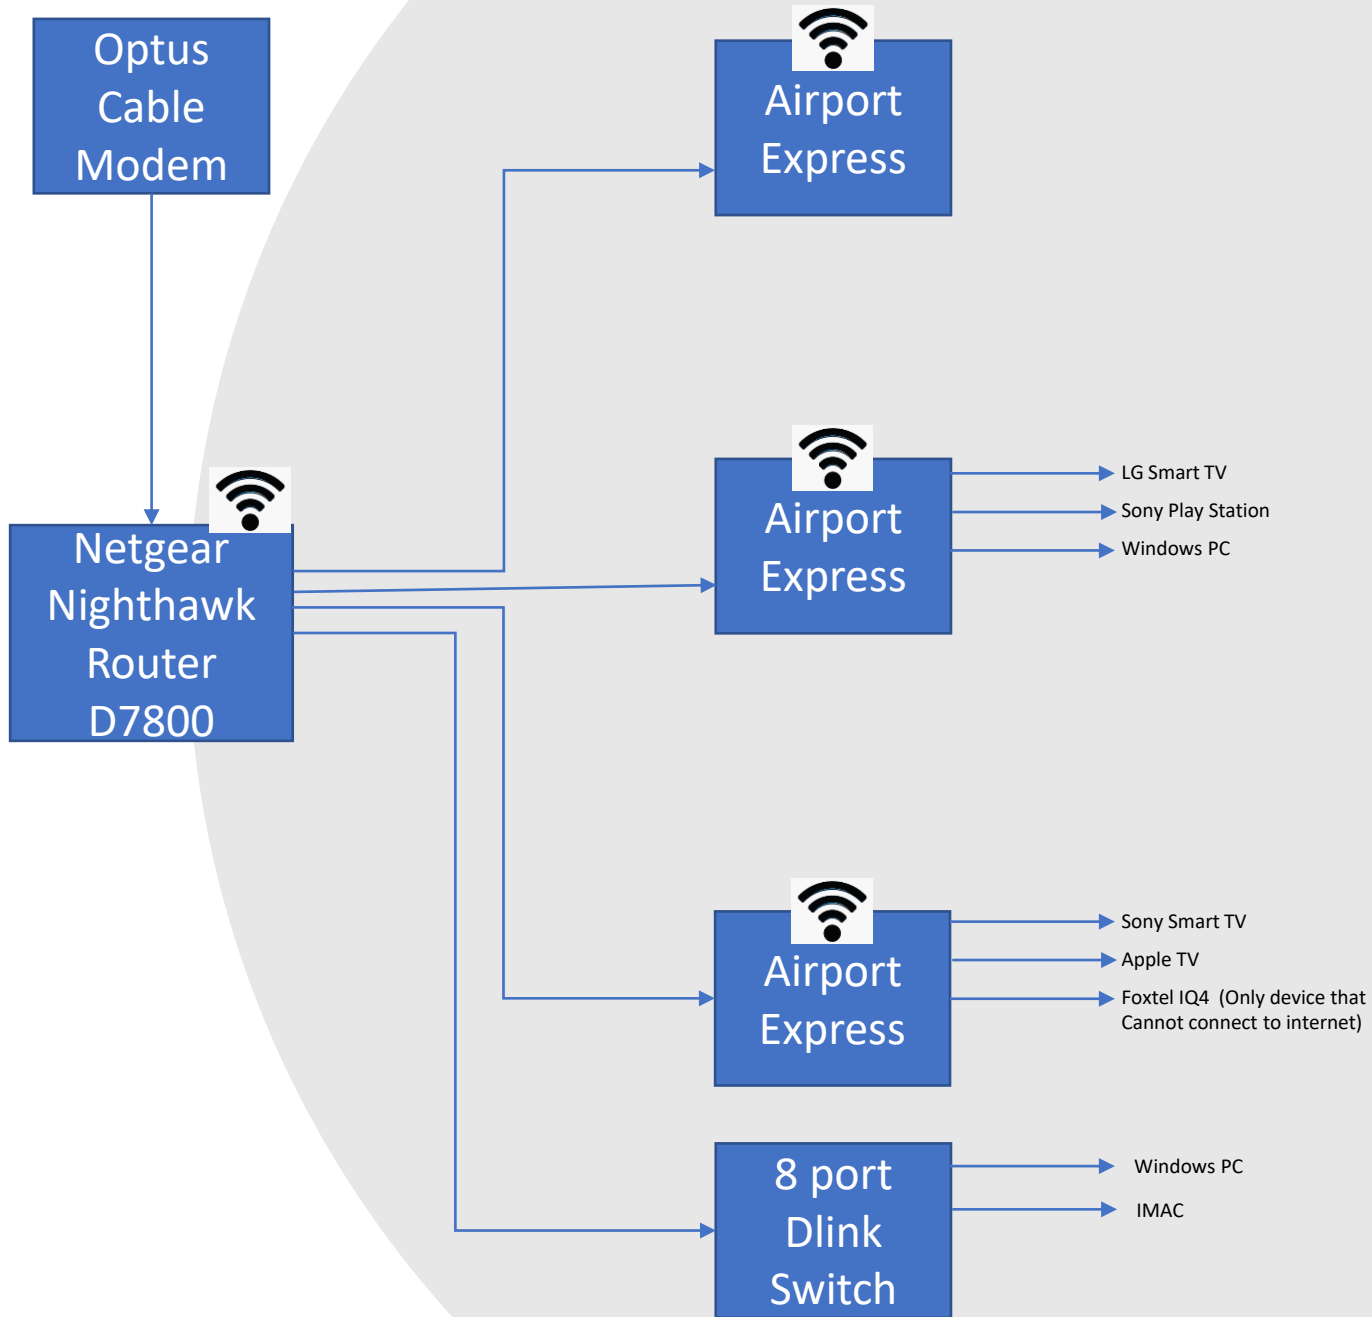 Optus
Cable
Modem
Airport
Express
Netgear
Nighthawk
Router
D7800
Airport
Express
LG Smart TV
Sony Play Station
Windows PC
Airport
Express
Sony Smart TV
Apple TV
Foxtel IQ4 (Only device that
Cannot connect to internet)
8 port
Dlink
Switch
Windows PC
IMAC